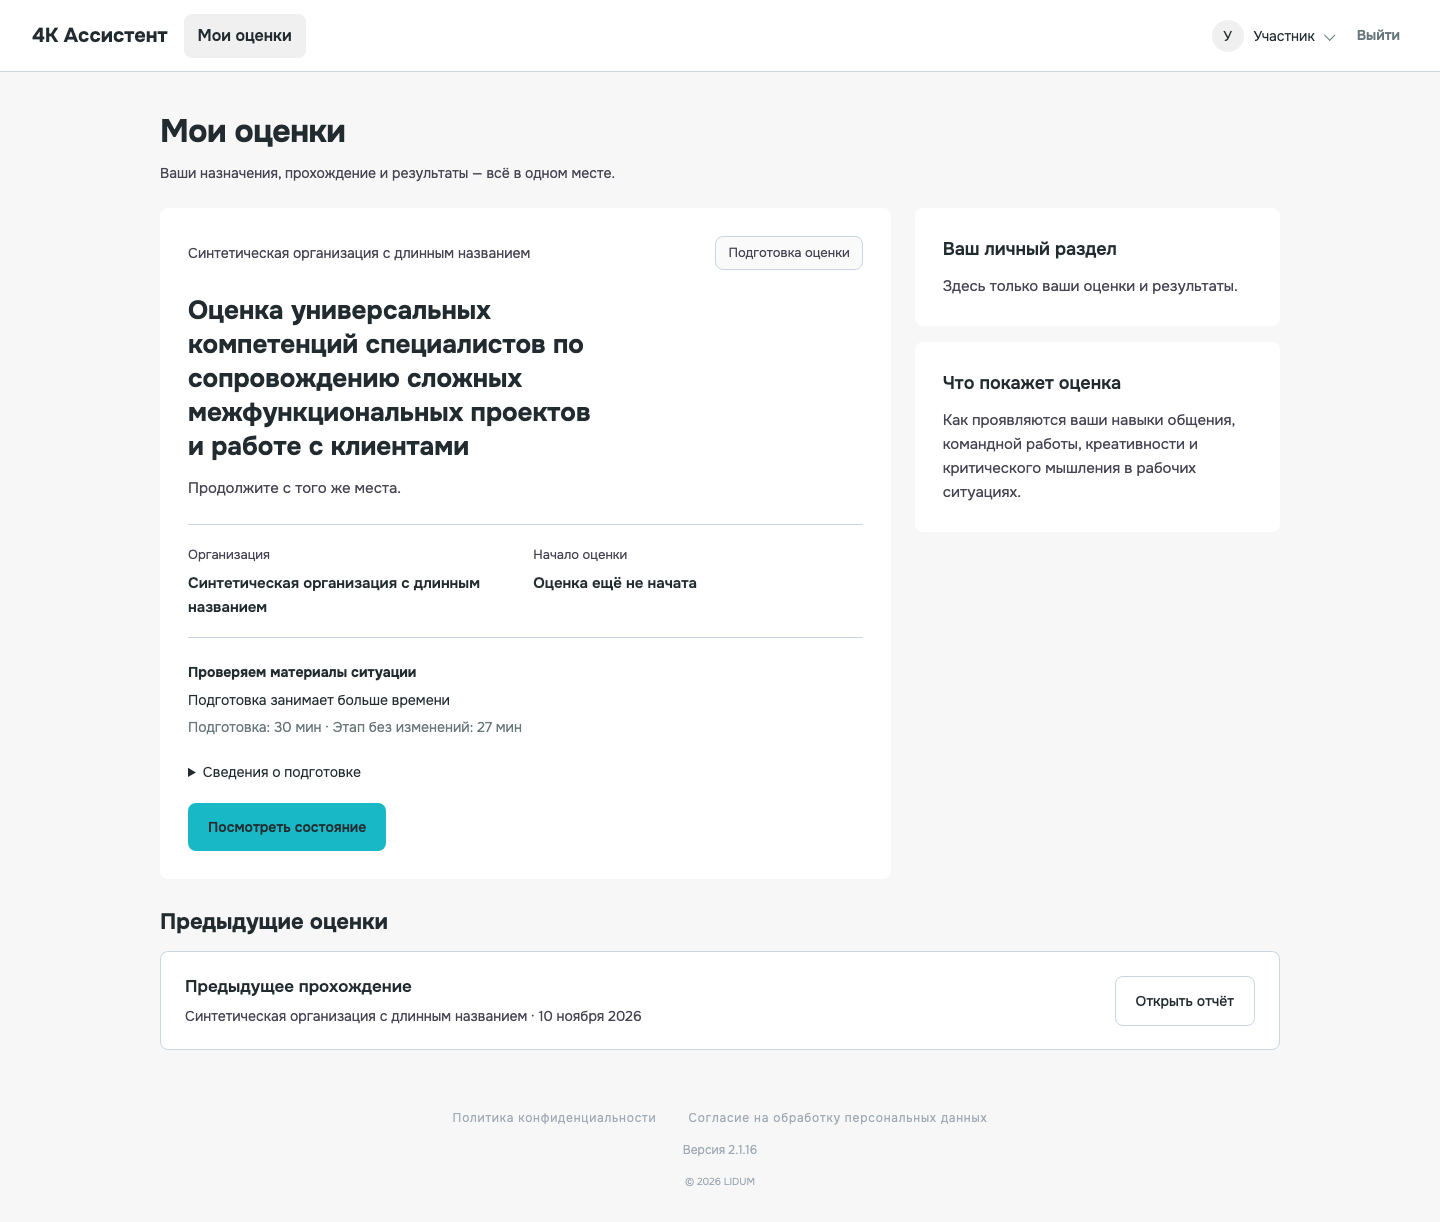 4К Ассистент
Мои оценки
У
Участник
Выйти
Мои оценки
Ваши назначения, прохождение и результаты — всё в одном месте.
Синтетическая организация с длинным названием
Подготовка оценки
Оценка универсальных
компетенций специалистов по
сопровождению сложных
межфункциональных проектов
и работе с клиентами
Продолжите с того же места.
Организация
Синтетическая организация с длинным
названием
Начало оценки
Оценка ещё не начата
Проверяем материалы ситуации
Подготовка занимает больше времени
Подготовка: 30 мин · Этап без изменений: 27 мин
Сведения о подготовке
Посмотреть состояние
Ваш личный раздел
Здесь только ваши оценки и результаты.
Что покажет оценка
Как проявляются ваши навыки общения,
командной работы, креативности и
критического мышления в рабочих
ситуациях.
Предыдущие оценки
Предыдущее прохождение
Синтетическая организация с длинным названием · 10 ноября 2026
Открыть отчёт
Политика конфиденциальности
Согласие на обработку персональных данных
Версия 2.1.16
© 2026 LIDUM